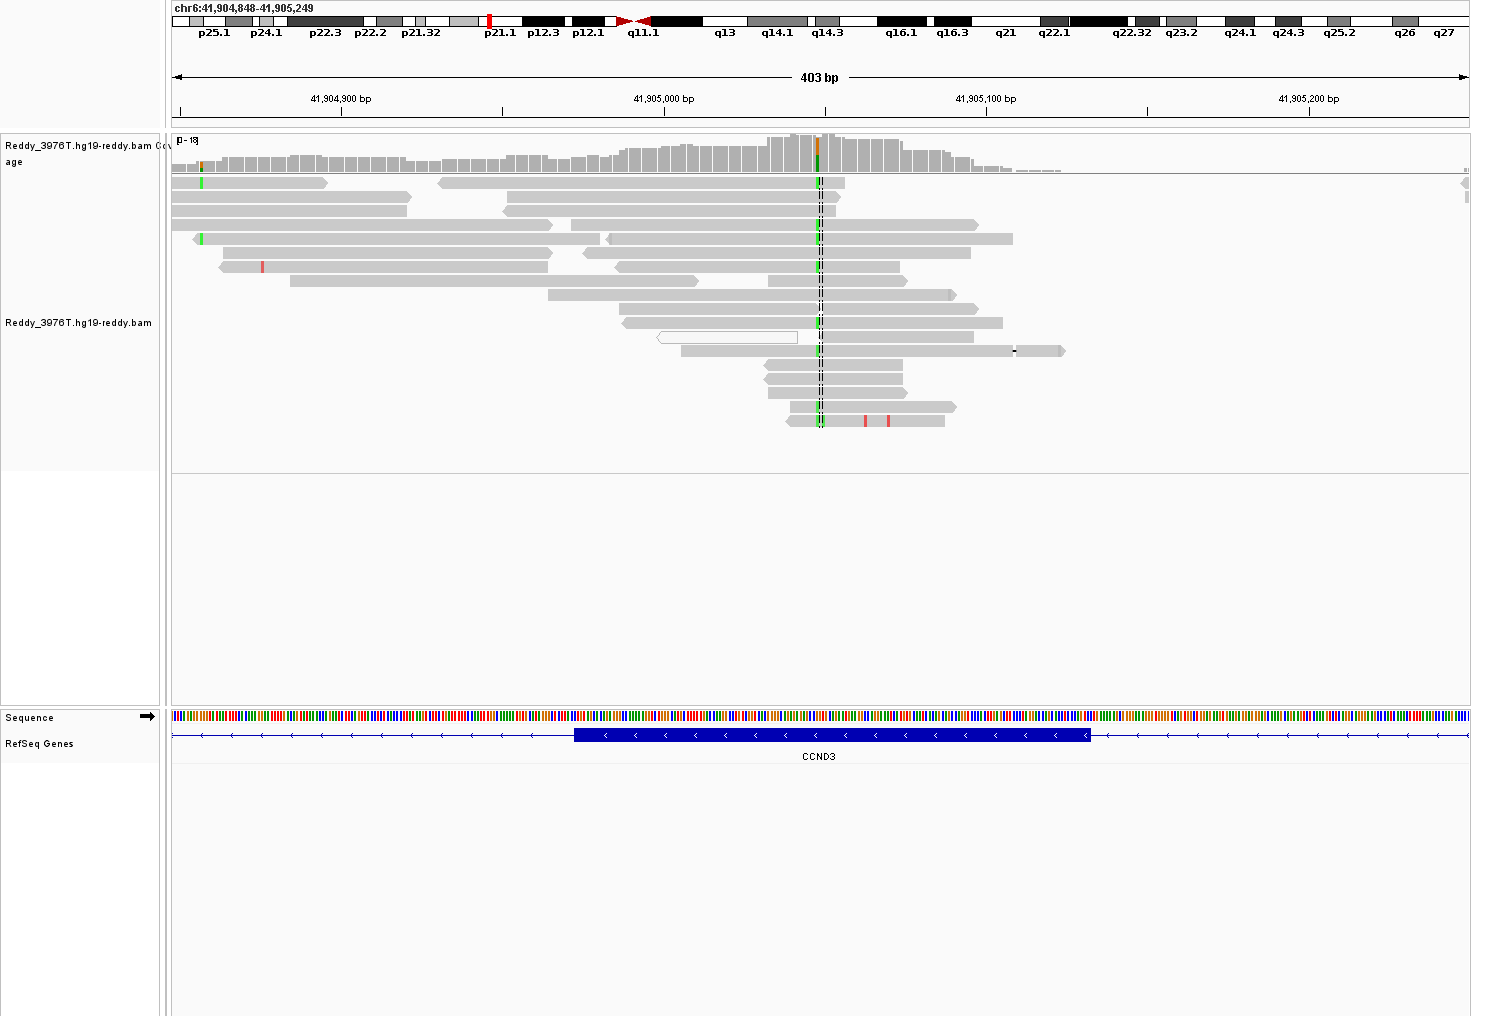 chr6:41,904,848-41,905,249
p25.1 p24.1 p22.3 p22.2 p21.32 p21.1 p12.3 p12.1 q11.1 q13 q14.1 q14.3 q16.1 q16.3 q21 q22.1 q22.32 q23.2 q24.1 q24.3 q25.2 q26 q27
403 bp
41,904,900 bp 41,905,000 bp 41,905,100 bp 41,905,200 bp
[0 - 18]
Reddy_3976T.hg19-reddy.bam Cov
age
Reddy_3976T.hg19-reddy.bam
Sequence
RefSeq Genes
CCND3